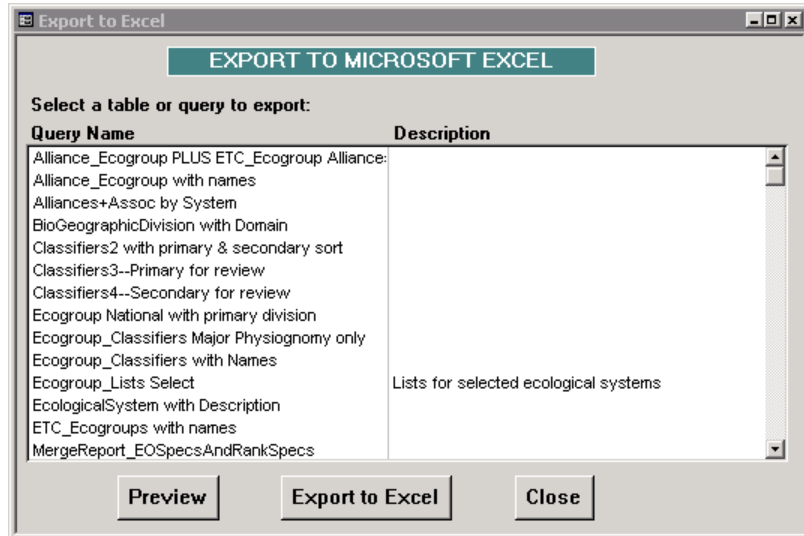 Export to Excel
EXPORT TO MICROSOFT EXCEL
Select a table or query to export:
Query Name Description
Alliance_Ecogroup PLUS ETC_Ecogroup Alliance:
Alliance_Ecogroup with names
Alliances+Assoc by System
BioGeographicDivision with Domain
Classifiers2 with primary & secondary sort
Classifiers3--Primary for review
Classifiers4--Secondary for review
Ecogroup National with primary division
Ecogroup_Classifiers Major Physiognomy only
Ecogroup_Classifiers with Names
Ecogroup_Lists Select Lists for selected ecological systems
EcologicalSystem with Description
ETC_Ecogroups with names
MergeReport_EOSpecsAndRankSpecs
Preview Export to Excel Close